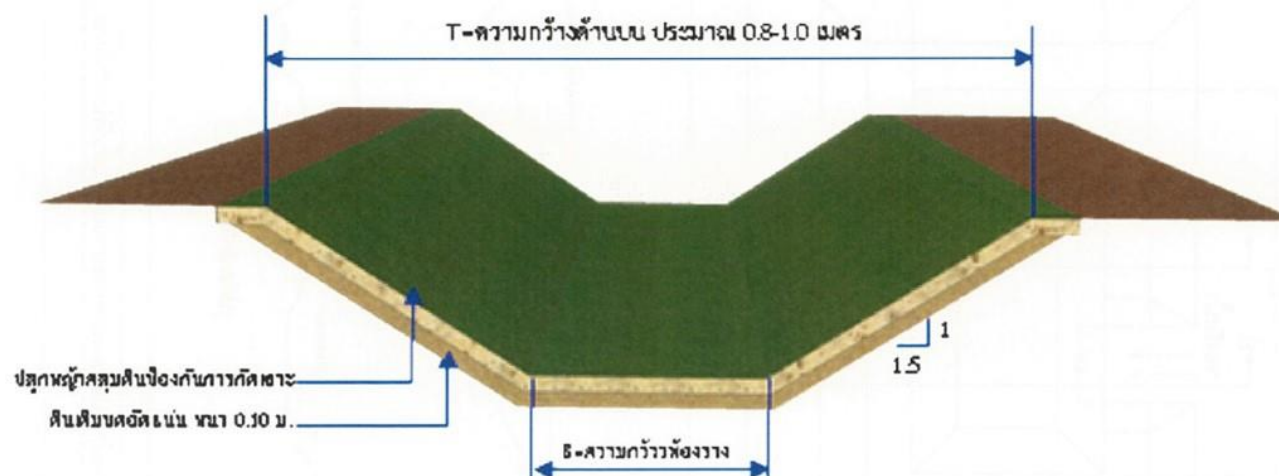 T=ความกว้างด้านบน ประมาณ 0.8-1.0 เมตร
1
1.5
ปลูกหญ้าคลุมดินป้องกันการกัดเซาะ
ดินเดิมบดอัดแน่น หนา 0.10 ม.
B=ความกว้างท้องราง